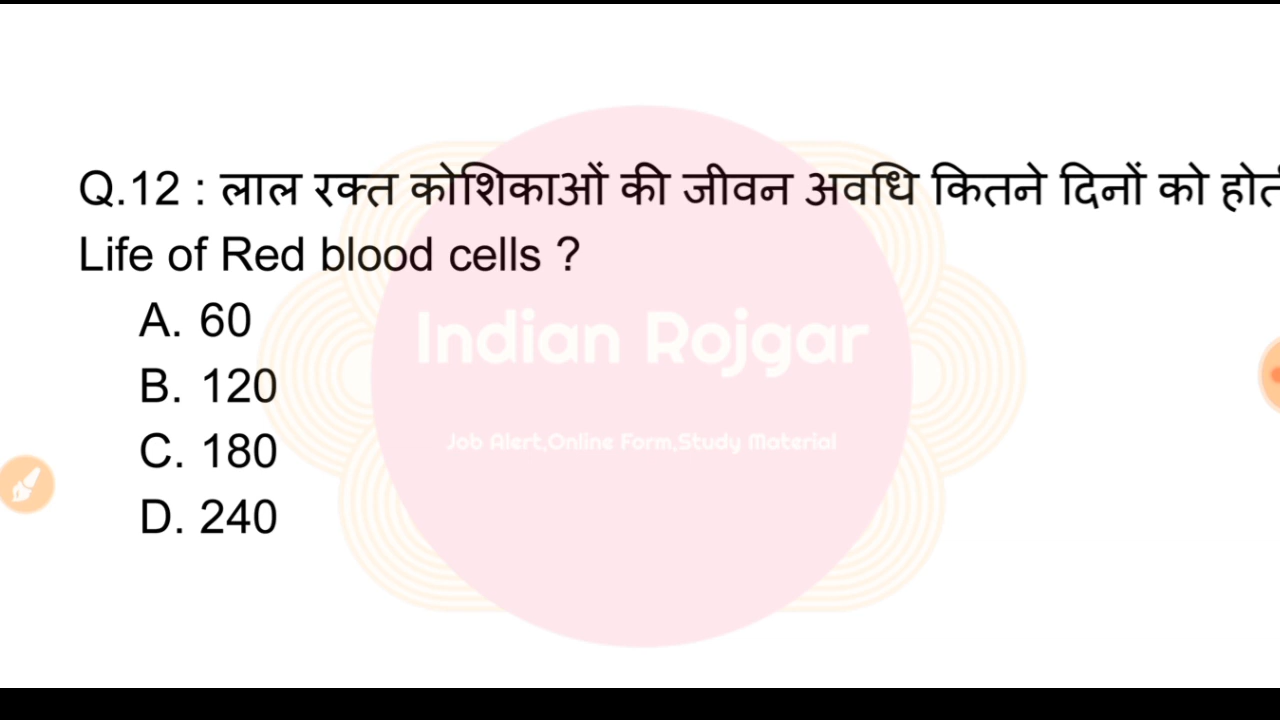 Q.12 : लाल रक्त कोशिकाओं की जीवन अवधि कितने दिनों को
Life of Red blood cells ?
Indian Rojgar
A. 60
B. 120
Job Alert,Online Form,Study Material
C. 180
D. 240